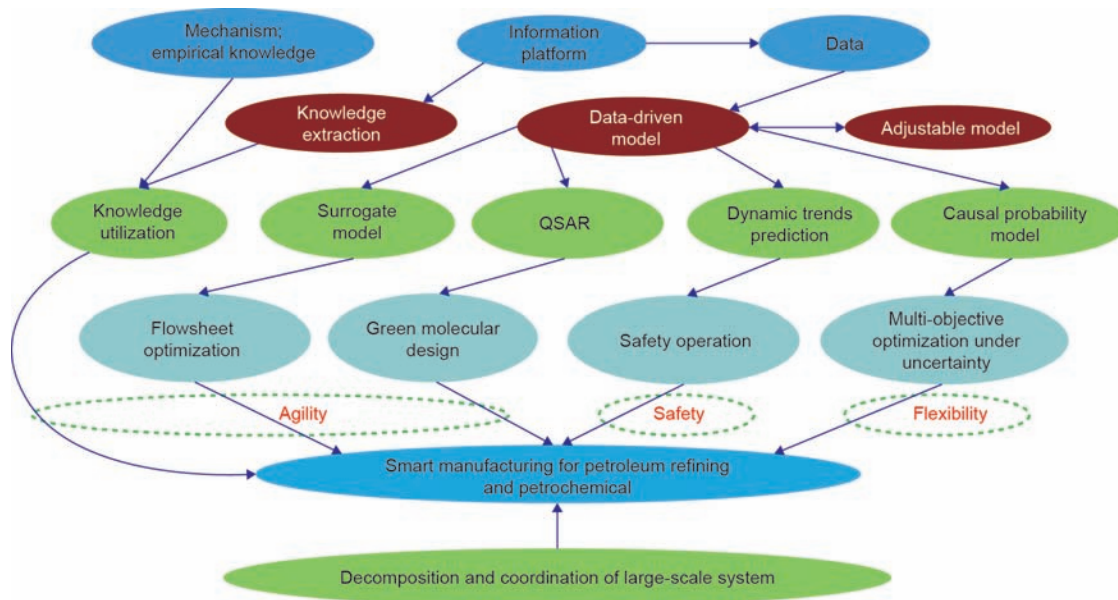 Mechanism;
empirical knowledge
Information
platform
Data
Knowledge
extraction
Data-driven
model
Adjustable model
Knowledge
utilization
Surrogate
model
QSAR
Dynamic trends
prediction
Causal probability
model
Flowsheet
optimization
Green molecular
design
Safety operation
Multi-objective
optimization under
uncertainty
Agility
Safety
Flexibility
Smart manufacturing for petroleum refining
and petrochemical
Decomposition and coordination of large-scale system